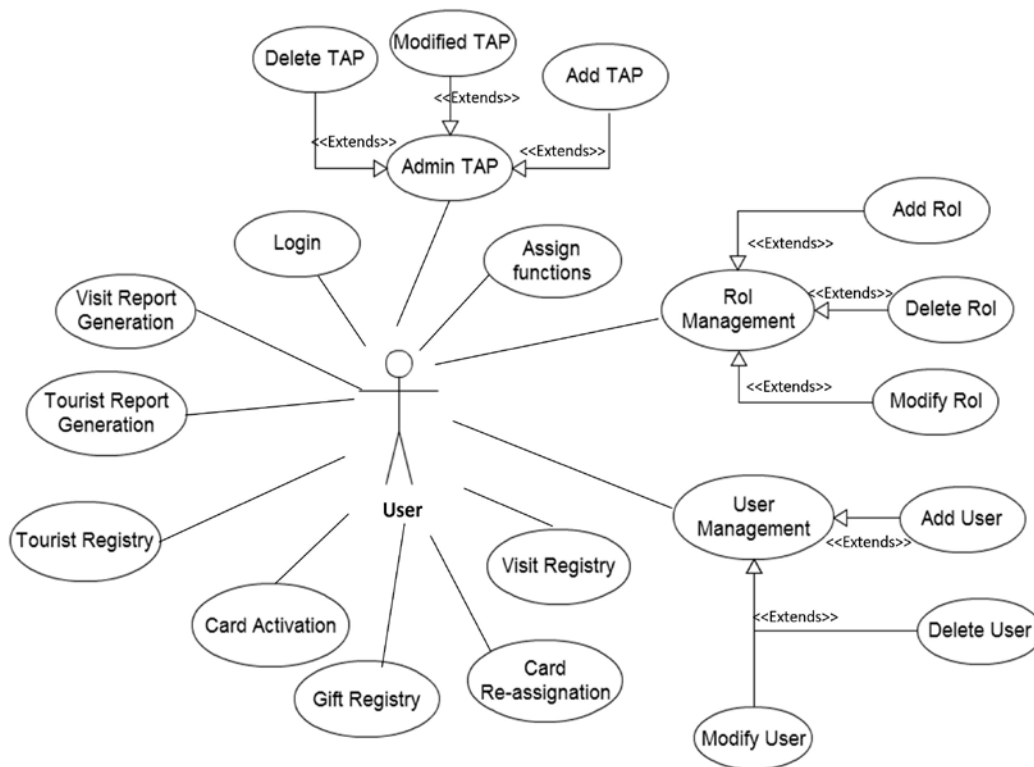 Modified TAP
Delete TAP
Add TAP
<<Extends>>
<<Extends>>
<<Extends>>
Admin TAP
Add Rol
Login
Assign
functions
<<Extends>>
Visit Report
Generation
Rol
Management
<<Extends>>
Delete Rol
Tourist Report
Generation
<<Extends>>
Modify Rol
User
User
Management
Add User
<<Extends>>
Tourist Registry
Visit Registry
Card Activation
<<Extends>>
Delete User
Card
Re-assignation
Gift Registry
Modify User